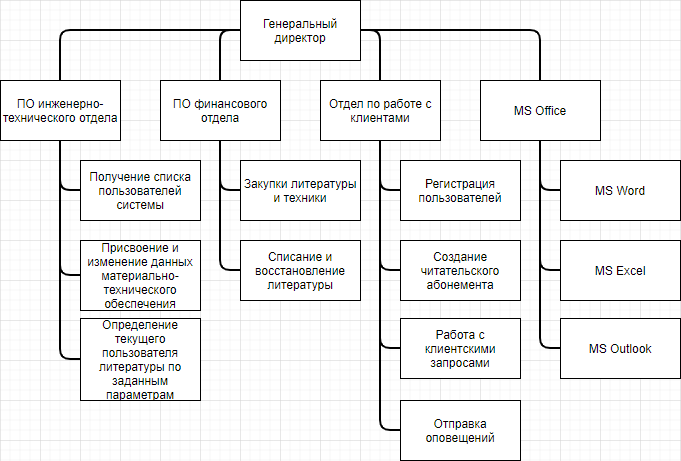 Генеральный
директор
ПО инженерно-
технического отдела
ПО финансового
отдела
Отдел по работе с
клиентами
MS Office
Получение списка
пользователей
системы
Закупки литературы
и техники
Регистрация
пользователей
MS Word
Присвоение и
изменение данных
материально-
технического
обеспечения
Списание и
восстановление
литературы
Создание
читательского
абонемента
MS Excel
Определение
текущего
пользователя
литературы по
заданным
параметрам
Работа с
клиентскими
запросами
MS Outlook
Отправка
оповещений